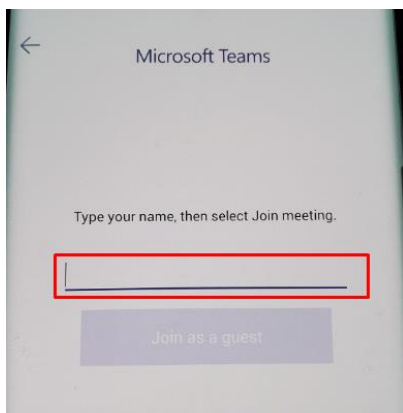 Microsoft Teams
Type your name, then select Join meeting.
Join as a guest